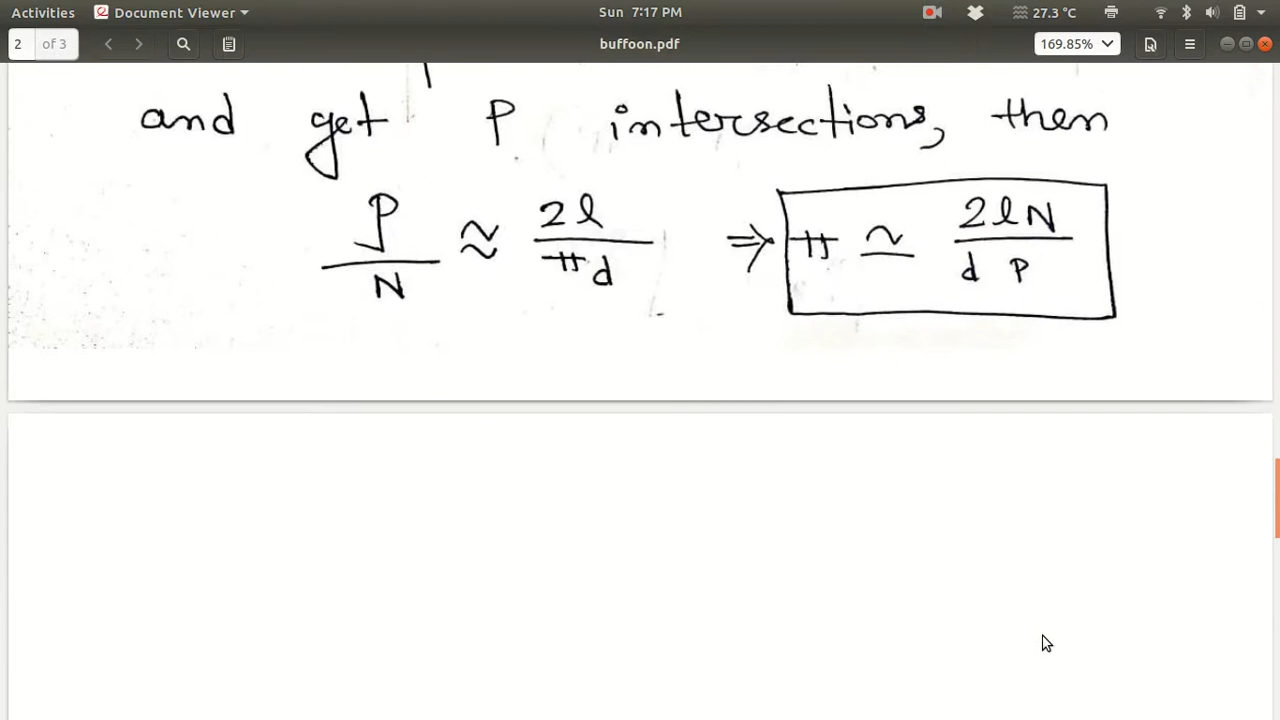 Activities Document Viewer Sun 7:17 PM 27.3 °C
2 of 3 buffoon.pdf 169.85%
and get P intersections, then
P/N ≈ 2l/πd ⇒ π ≃ 2lN/d P